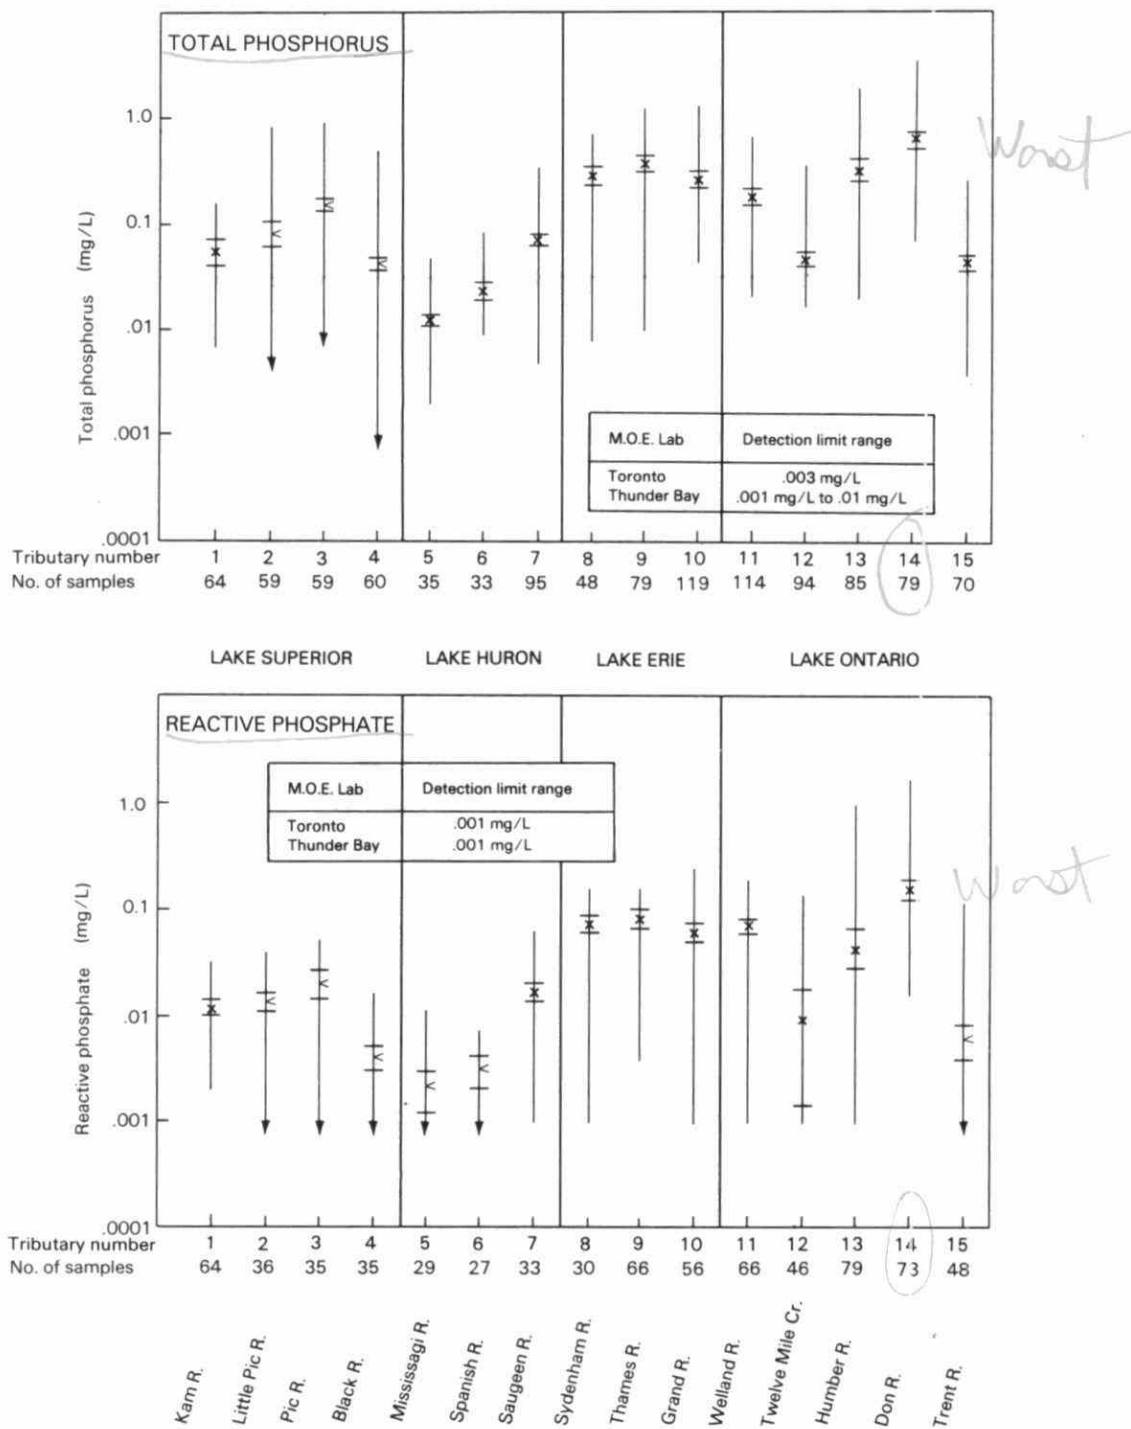 TOTAL PHOSPHORUS
Worst
1.0
0.1
.01
.001
.0001
Total phosphorus (mg/L)
M.O.E. Lab Detection limit range
Toronto .003 mg/L
Thunder Bay .001 mg/L to .01 mg/L
Tributary number 1 2 3 4 5 6 7 8 9 10 11 12 13 14 15
No. of samples 64 59 59 60 35 33 95 48 79 119 114 94 85 79 70
LAKE SUPERIOR LAKE HURON LAKE ERIE LAKE ONTARIO
REACTIVE PHOSPHATE
M.O.E. Lab Detection limit range
Toronto .001 mg/L
Thunder Bay .001 mg/L
Worst
1.0
0.1
.01
.001
.0001
Reactive phosphate (mg/L)
Tributary number 1 2 3 4 5 6 7 8 9 10 11 12 13 14 15
No. of samples 64 36 35 35 29 27 33 30 66 56 66 46 79 73 48
Kam R.
Little Pic R.
Pic R.
Black R.
Mississagi R.
Spanish R.
Saugeen R.
Sydenham R.
Thames R.
Grand R.
Welland R.
Twelve Mile Cr.
Humber R.
Don R.
Trent R.